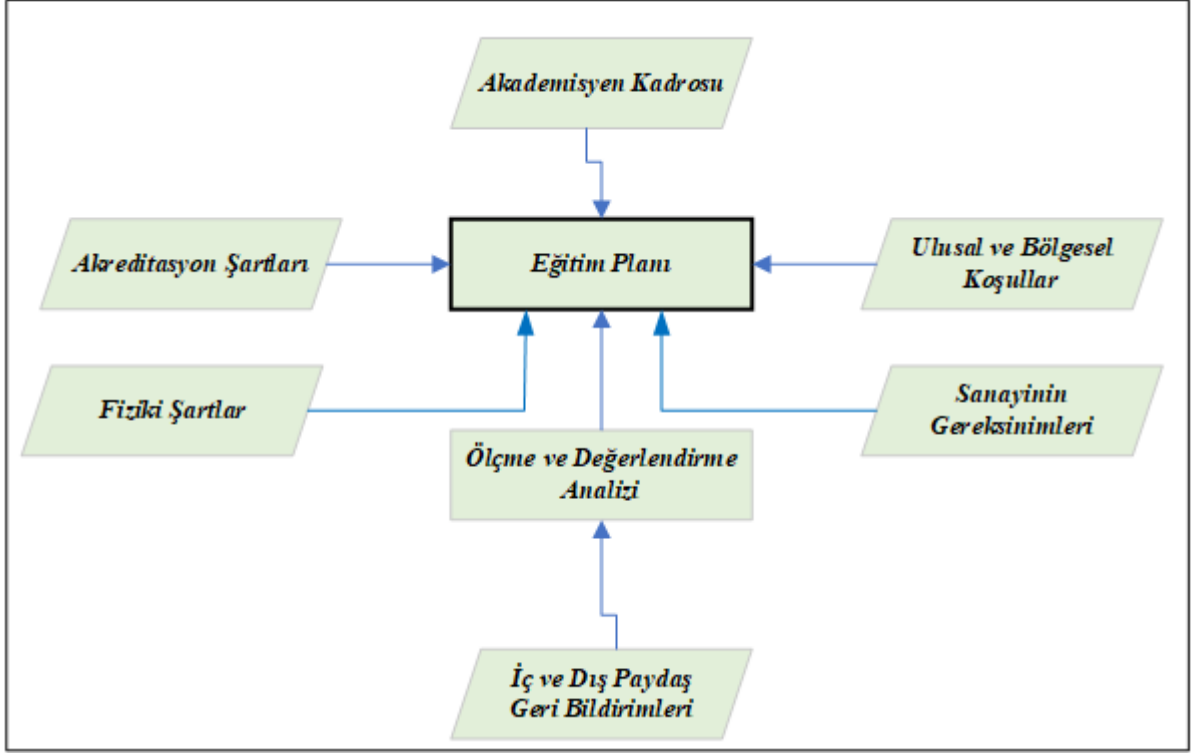 Akademisyen Kadrosu
Akreditasyon Şartları
Eğitim Planı
Ulusal ve Bölgesel
Koşullar
Fiziki Şartlar
Sanayinin
Gereksinimleri
Ölçme ve Değerlendirme
Analizi
İç ve Dış Paydaş
Geri Bildirimleri